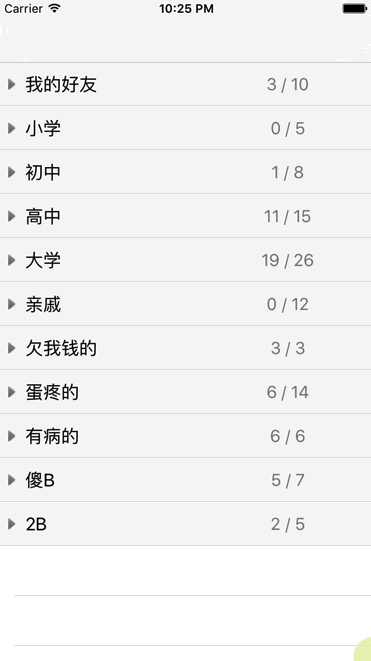 Carrier 10:25 PM
我的好友 3 / 10
小学 0 / 5
初中 1 / 8
高中 11 / 15
大学 19 / 26
亲戚 0 / 12
欠我钱的 3 / 3
蛋疼的 6 / 14
有病的 6 / 6
傻B 5 / 7
2B 2 / 5